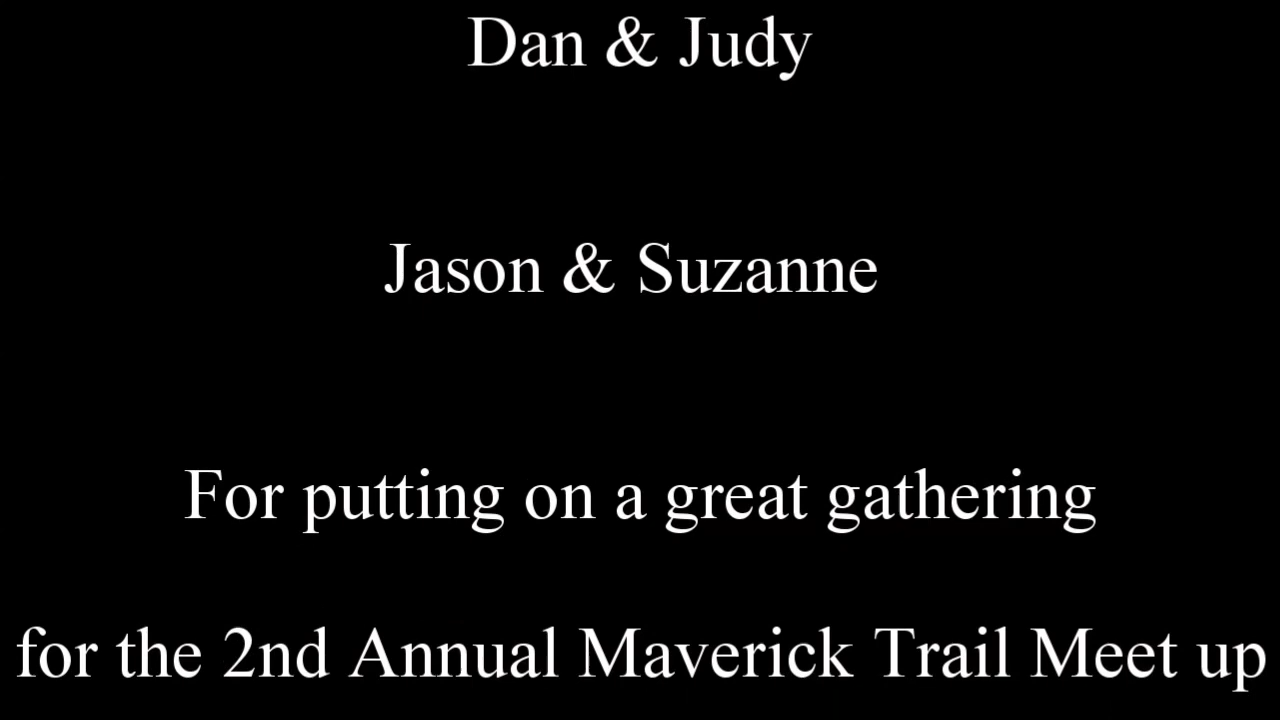 Dan & Judy
Jason & Suzanne
For putting on a great gathering
for the 2nd Annual Maverick Trail Meet up